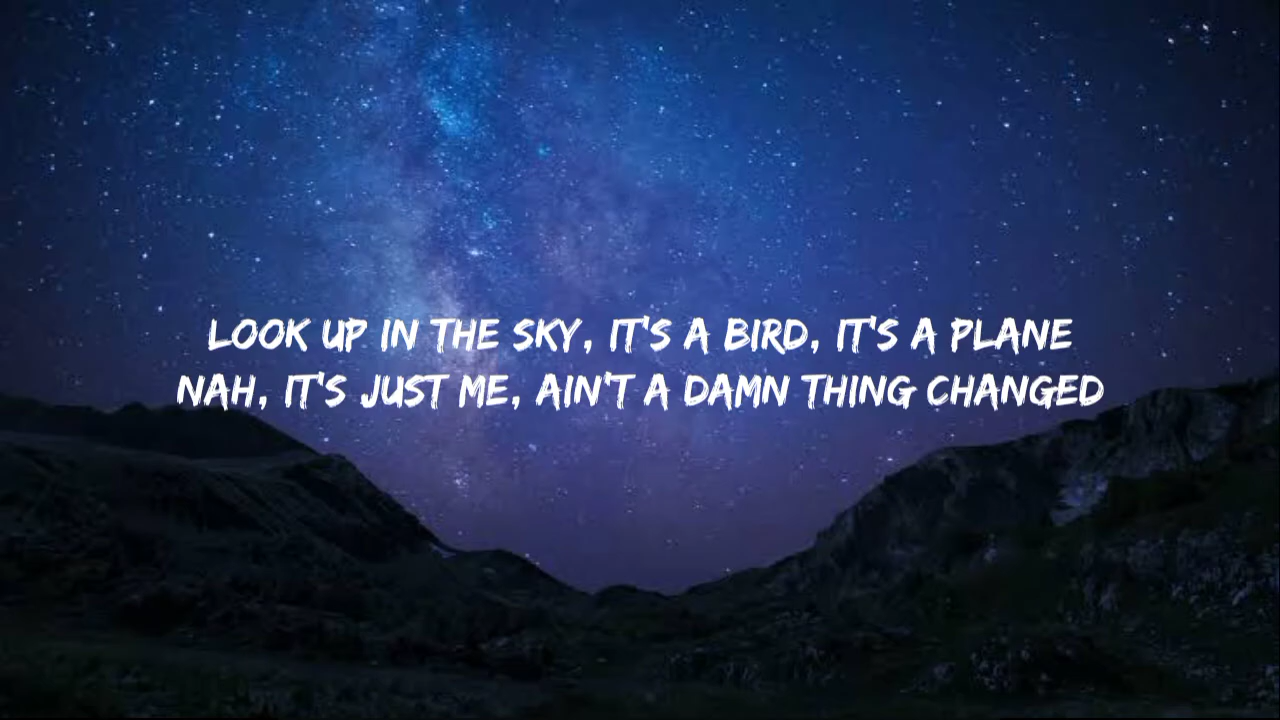 LOOK UP IN THE SKY, IT'S A BIRD, IT'S A PLANE
NAH, IT'S JUST ME, AIN'T A DAMN THING CHANGED